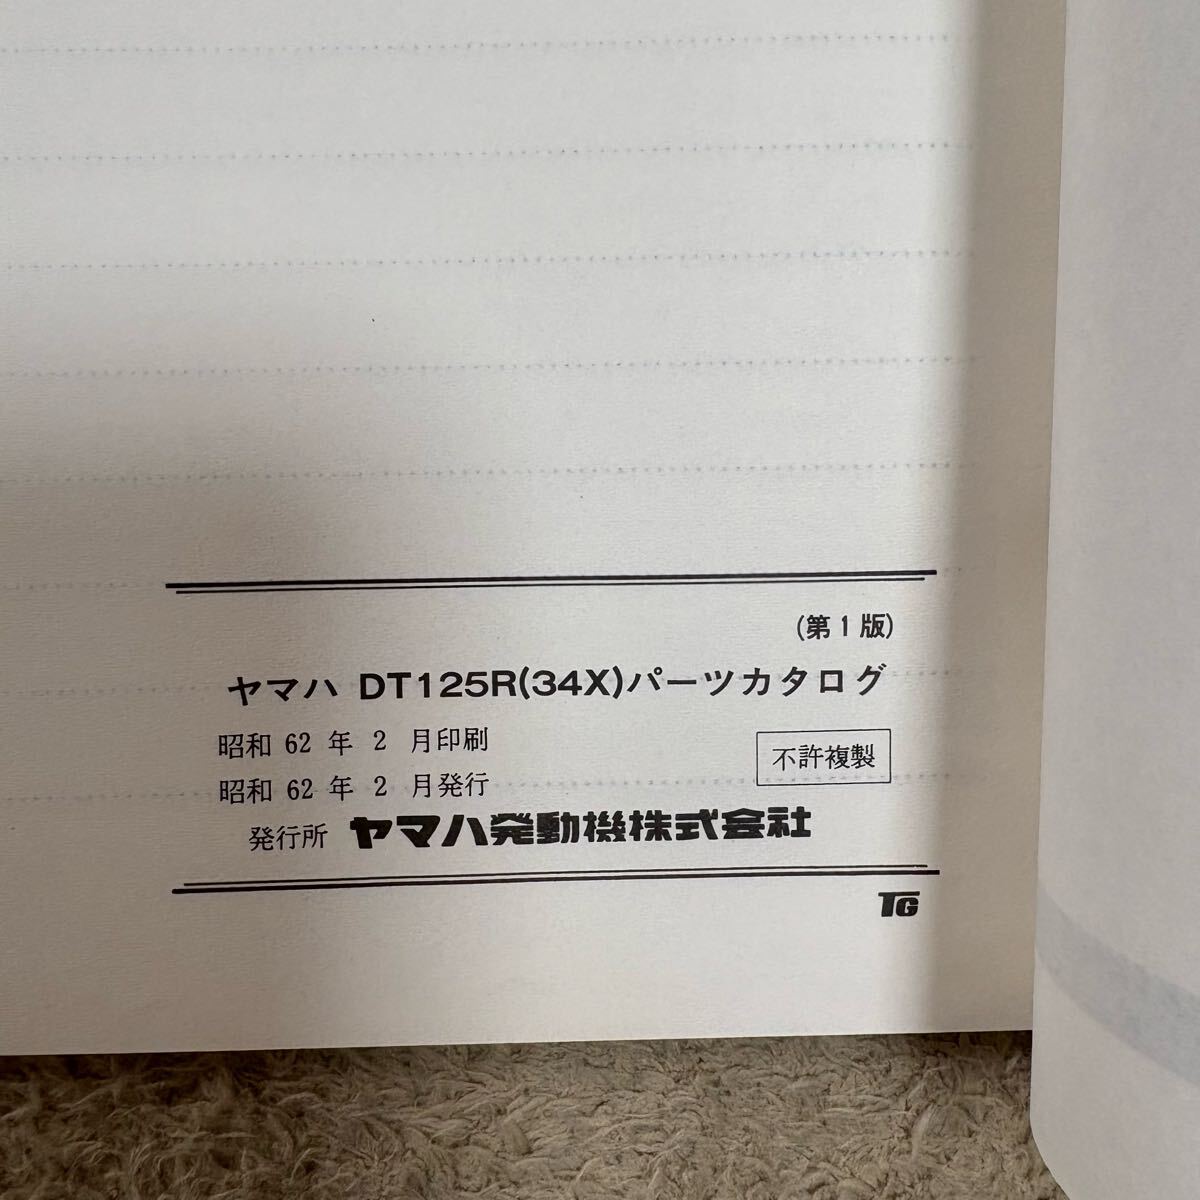 (第1版)
ヤマハ DT125R(34X)パーツカタログ
昭和 62 年 2 月印刷
不許複製
昭和 62 年 2 月発行
発行所 ヤマハ発動機株式会社
TG